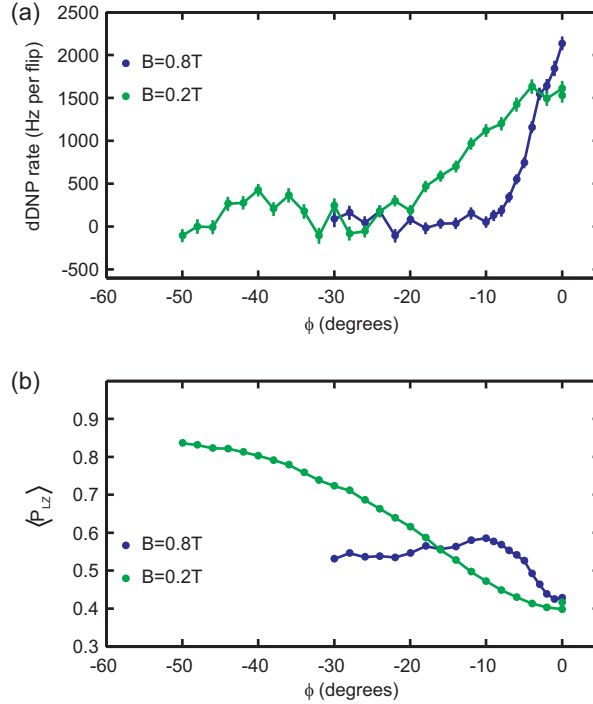 (a)
2500
2000
1500
1000
500
0
-500
dDNP rate (Hz per flip)
B=0.8T
B=0.2T
-60 -50 -40 -30 -20 -10 0
ϕ (degrees)
(b)
0.9
0.8
0.7
0.6
0.5
0.4
0.3
⟨P_LZ⟩
B=0.8T
B=0.2T
-60 -50 -40 -30 -20 -10 0
ϕ (degrees)